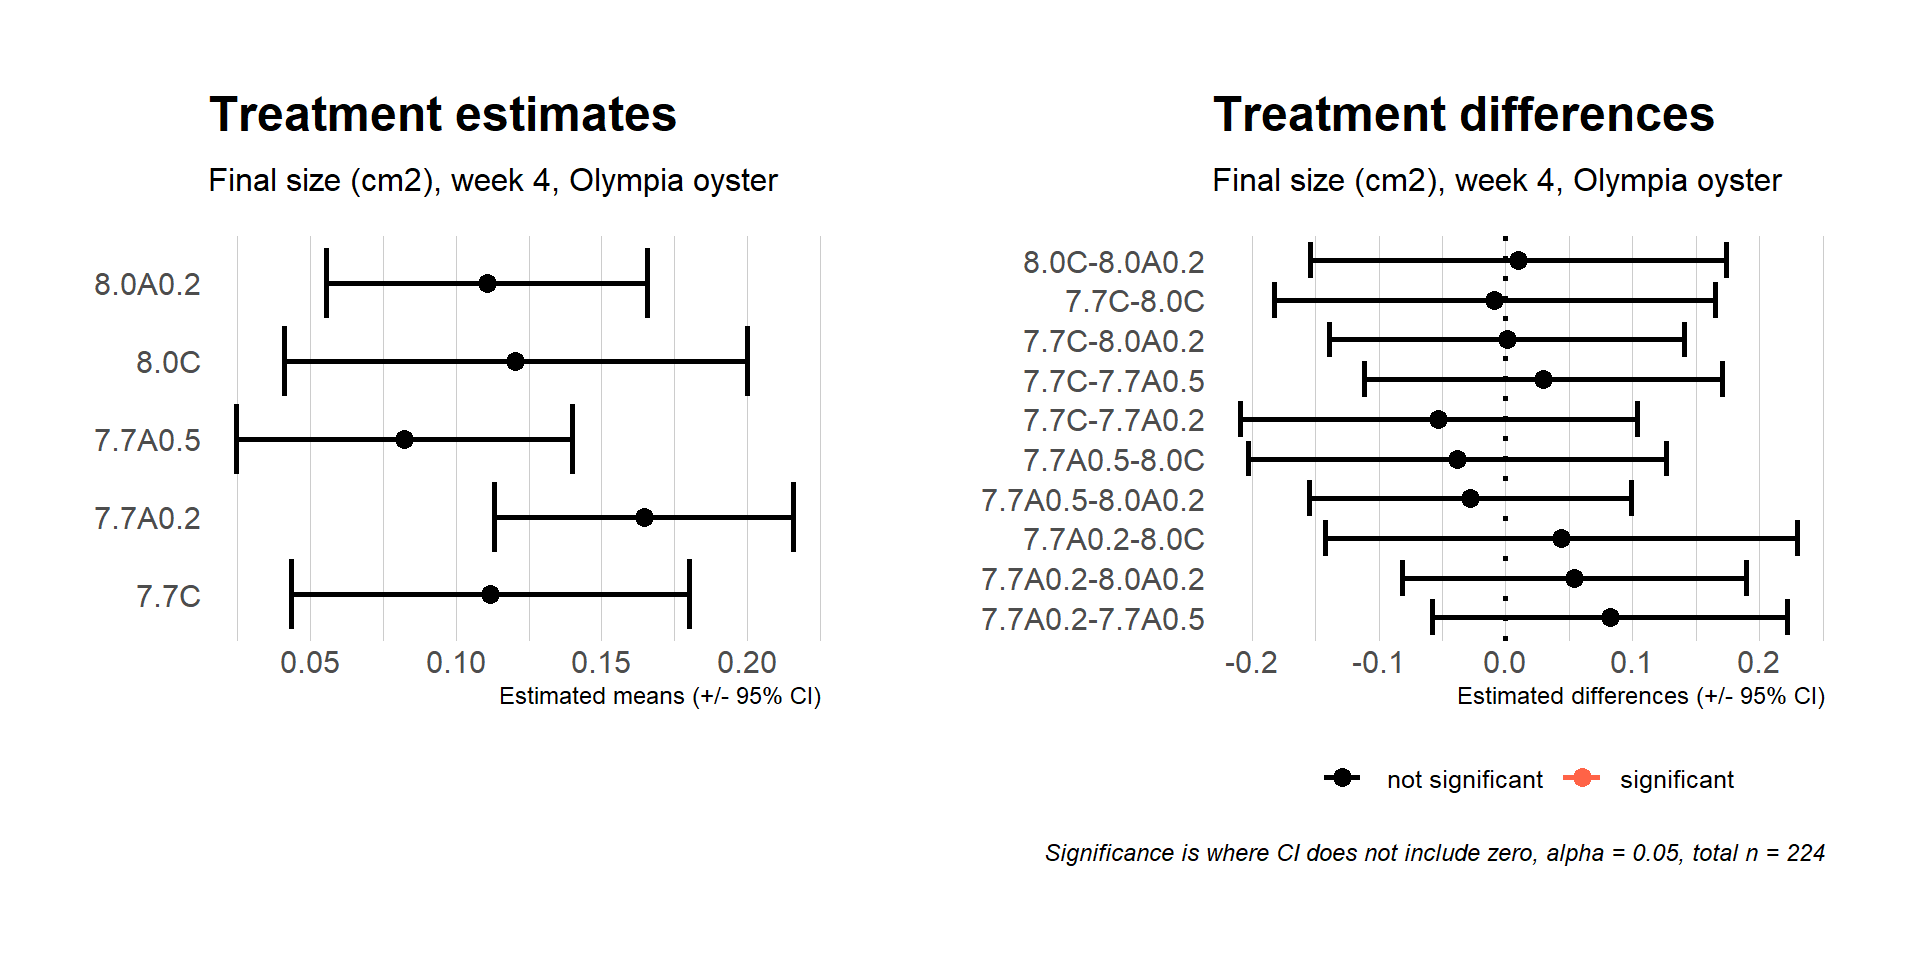 Treatment estimates
Final size (cm2), week 4, Olympia oyster
8.0A0.2
8.0C
7.7A0.5
7.7A0.2
7.7C
0.05 0.10 0.15 0.20
Estimated means (+/- 95% CI)
Treatment differences
Final size (cm2), week 4, Olympia oyster
8.0C-8.0A0.2
7.7C-8.0C
7.7C-8.0A0.2
7.7C-7.7A0.5
7.7C-7.7A0.2
7.7A0.5-8.0C
7.7A0.5-8.0A0.2
7.7A0.2-8.0C
7.7A0.2-8.0A0.2
7.7A0.2-7.7A0.5
-0.2 -0.1 0.0 0.1 0.2
Estimated differences (+/- 95% CI)
not significant significant
Significance is where CI does not include zero, alpha = 0.05, total n = 224